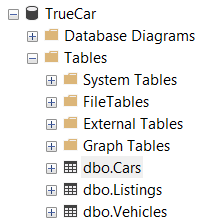 TrueCar
Database Diagrams
Tables
System Tables
FileTables
External Tables
Graph Tables
dbo.Cars
dbo.Listings
dbo.Vehicles